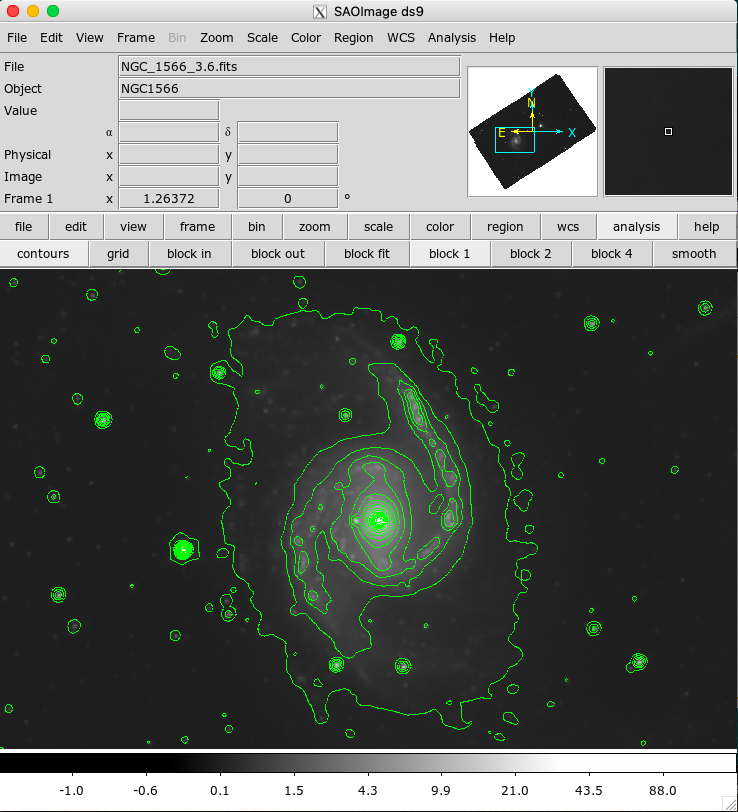 SAOImage ds9
File Edit View Frame Bin Zoom Scale Color Region WCS Analysis Help
File NGC_1566_3.6.fits
Object NGC1566
Value
α δ
Physical x y
Image x y
Frame 1 x 1.26372 0 °
Y
N
E X
file edit view frame bin zoom scale color region wcs analysis help
contours grid block in block out block fit block 1 block 2 block 4 smooth
-1.0 -0.6 0.1 1.5 4.3 9.9 21.0 43.5 88.0